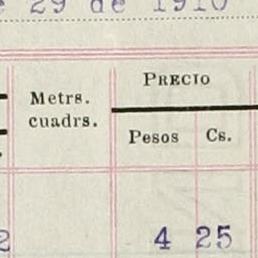 29 de 1910
PRECIO
Metrs.
cuadrs.
Pesos Cs.
2 4 25